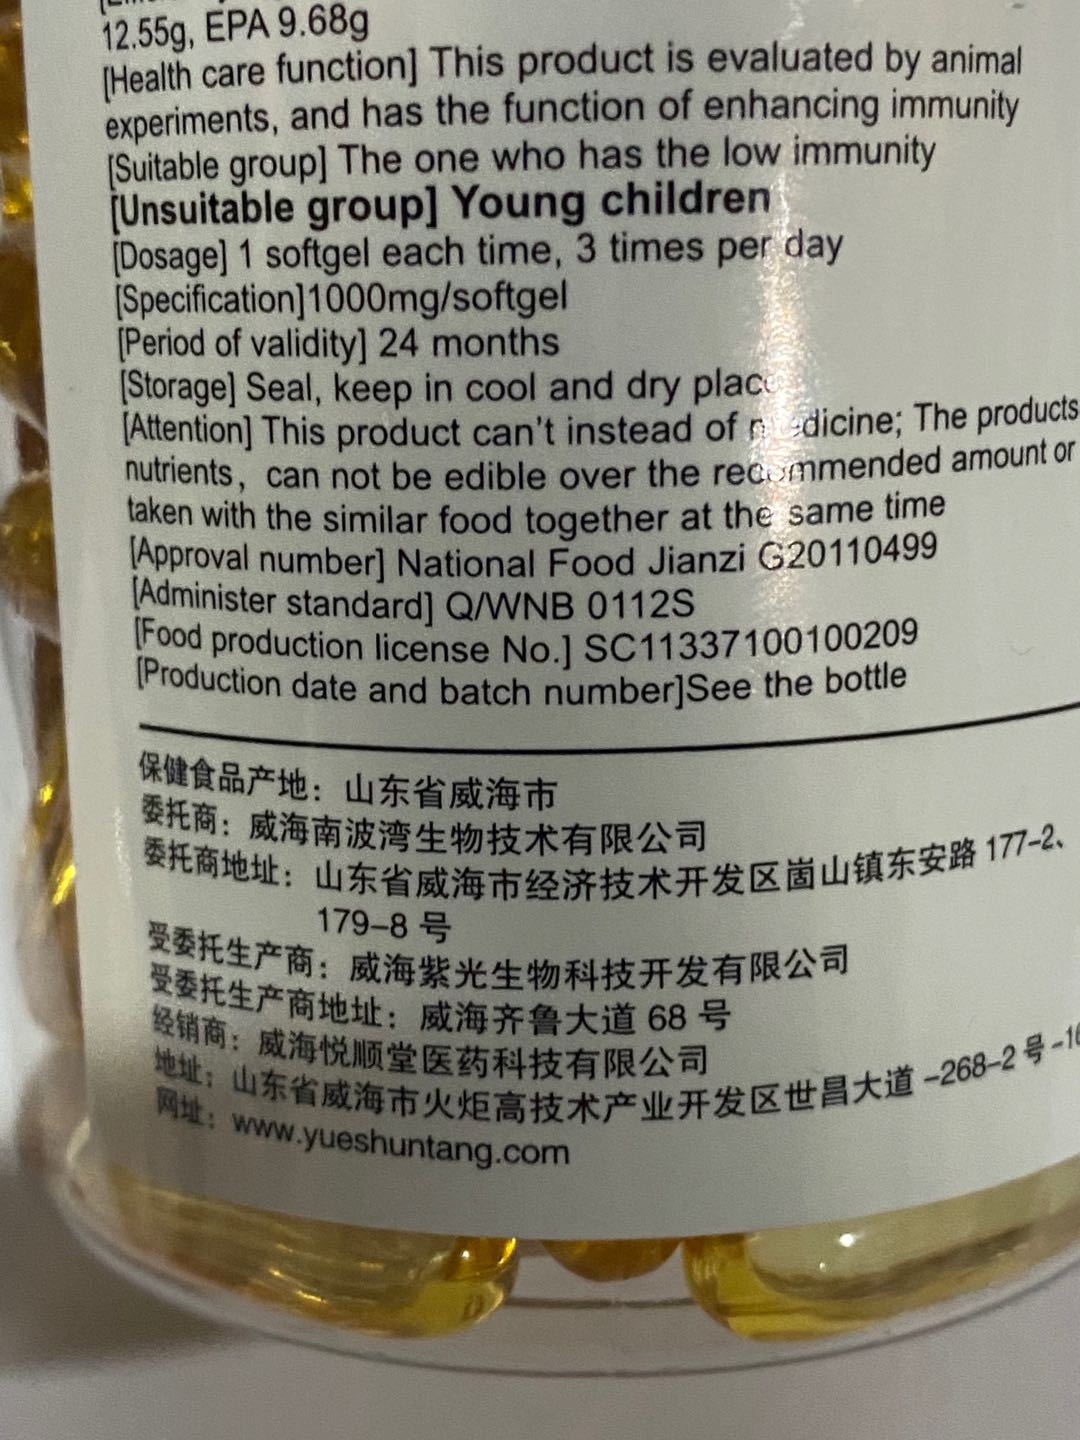 12.55g, EPA 9.68g
[Health care function] This product is evaluated by animal
experiments, and has the function of enhancing immunity
[Suitable group] The one who has the low immunity
[Unsuitable group] Young children
[Dosage] 1 softgel each time, 3 times per day
[Specification]1000mg/softgel
[Period of validity] 24 months
[Storage] Seal, keep in cool and dry place
[Attention] This product can't instead of medicine; The products
nutrients, can not be edible over the recommended amount or
taken with the similar food together at the same time
[Approval number] National Food Jianzi G20110499
[Administer standard] Q/WNB 0112S
[Food production license No.] SC11337100100209
[Production date and batch number]See the bottle
保健食品产地：山东省威海市
委托商：威海南波湾生物技术有限公司
委托商地址：山东省威海市经济技术开发区崮山镇东安路 177-2、
179-8 号
受委托生产商：威海紫光生物科技开发有限公司
受委托生产商地址：威海齐鲁大道 68 号
经销商：威海悦顺堂医药科技有限公司
地址：山东省威海市火炬高技术产业开发区世昌大道 -268-2 号
网址：www.yueshuntang.com